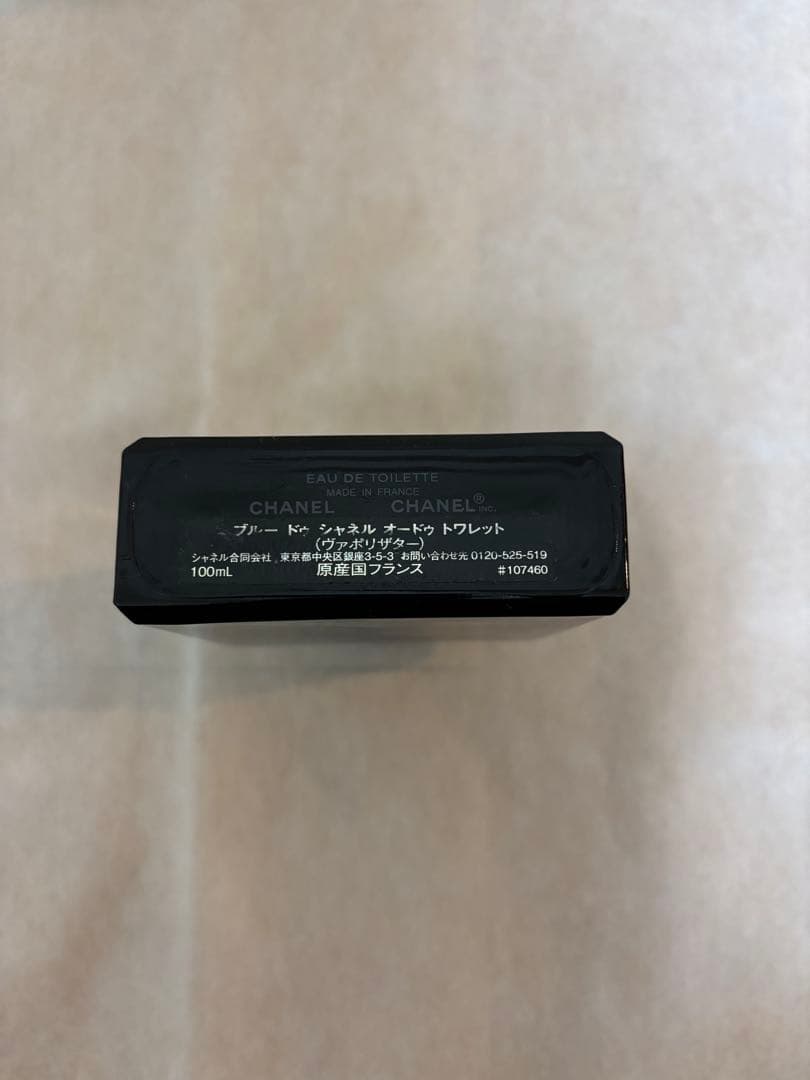 EAU DE TOILETTE
MADE IN FRANCE
CHANEL CHANEL® INC.
ブルー ドゥ シャネル オードゥ トワレット
(ヴァポリザター)
シャネル合同会社 東京都中央区銀座3-5-3 お問い合わせ先 0120-525-519
100mL 原産国フランス #107460